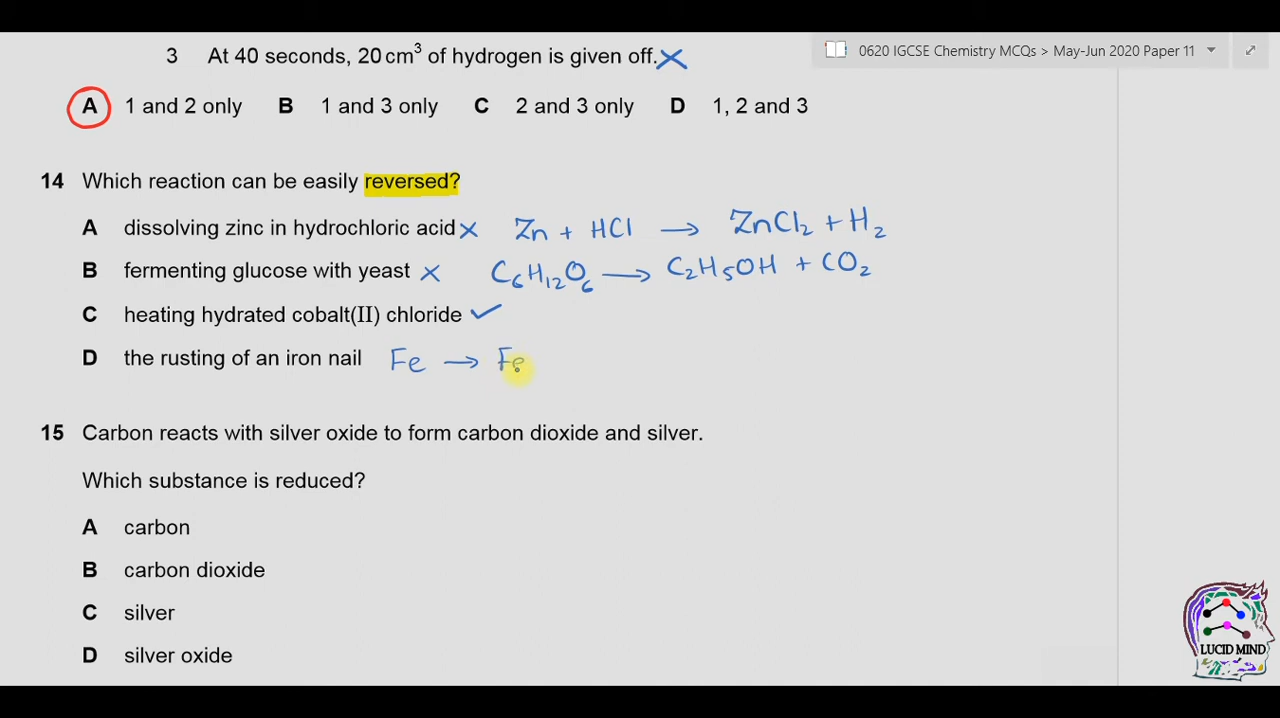 0620 IGCSE Chemistry MCQs > May-Jun 2020 Paper 11
3 At 40 seconds, 20 cm³ of hydrogen is given off. ✗
A 1 and 2 only B 1 and 3 only C 2 and 3 only D 1, 2 and 3
14 Which reaction can be easily reversed?
A dissolving zinc in hydrochloric acid ✗ Zn + HCl → ZnCl₂ + H₂
B fermenting glucose with yeast ✗ C₆H₁₂O₆ → C₂H₅OH + CO₂
C heating hydrated cobalt(II) chloride ✓
D the rusting of an iron nail Fe → Fe
15 Carbon reacts with silver oxide to form carbon dioxide and silver.
Which substance is reduced?
A carbon
B carbon dioxide
C silver
D silver oxide
LUCID MIND